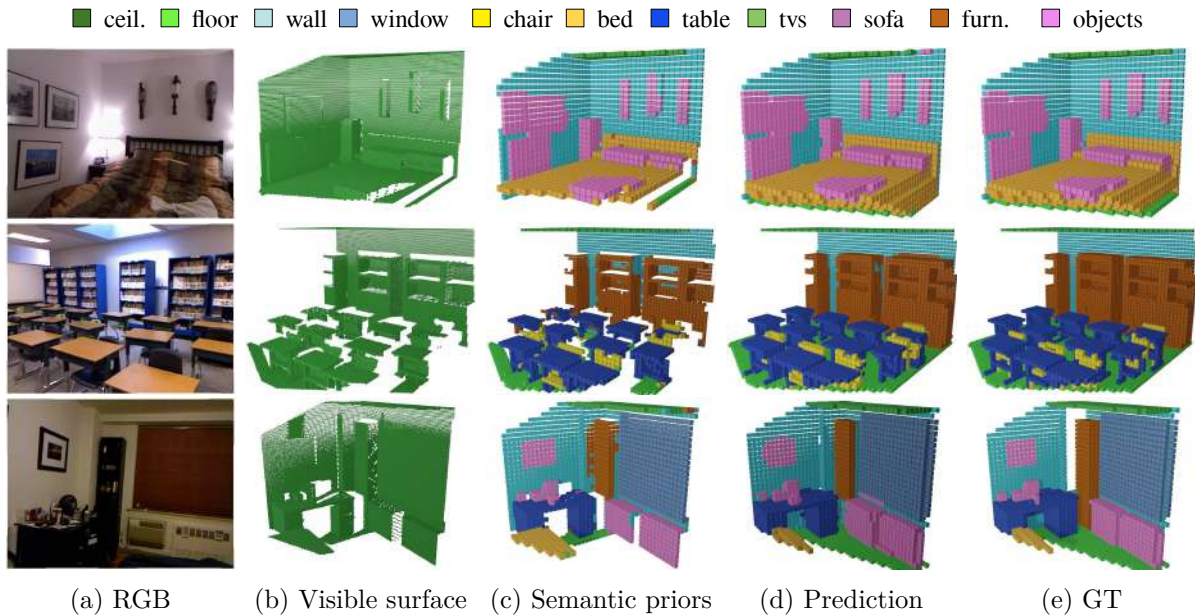 ceil. floor wall window chair bed table tvs sofa furn. objects
(a) RGB (b) Visible surface (c) Semantic priors (d) Prediction (e) GT